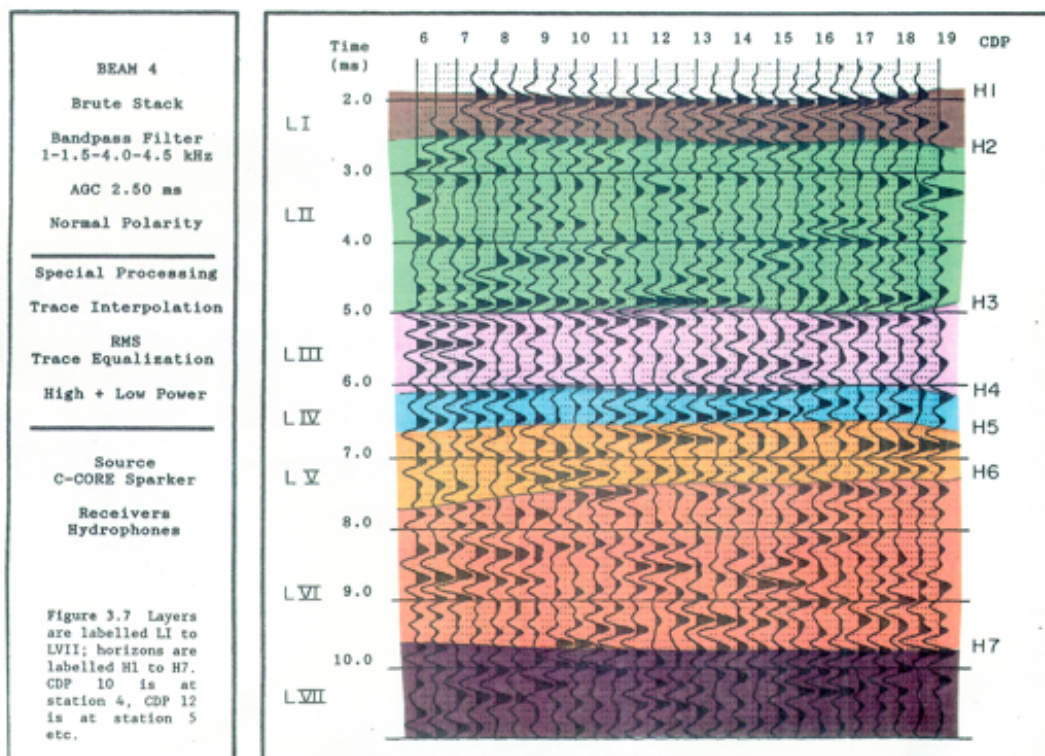 BEAM 4
Brute Stack
Bandpass Filter
1-1.5-4.0-4.5 kHz
AGC 2.50 ms
Normal Polarity
Special Processing
Trace Interpolation
RMS
Trace Equalization
High + Low Power
Source
C-CORE Sparker
Receivers
Hydrophones
Figure 3.7 Layers
are labelled LI to
LVII; horizons are
labelled H1 to H7.
CDP 10 is at
station 4, CDP 12
is at station 5
etc.
Time
(ms)
6 7 8 9 10 11 12 13 14 15 16 17 18 19 CDP
H1
2.0
LI
H2
3.0
LII
4.0
H3
5.0
LIII
6.0
H4
LIV
H5
7.0
H6
LV
8.0
9.0
LVI
H7
10.0
LVII